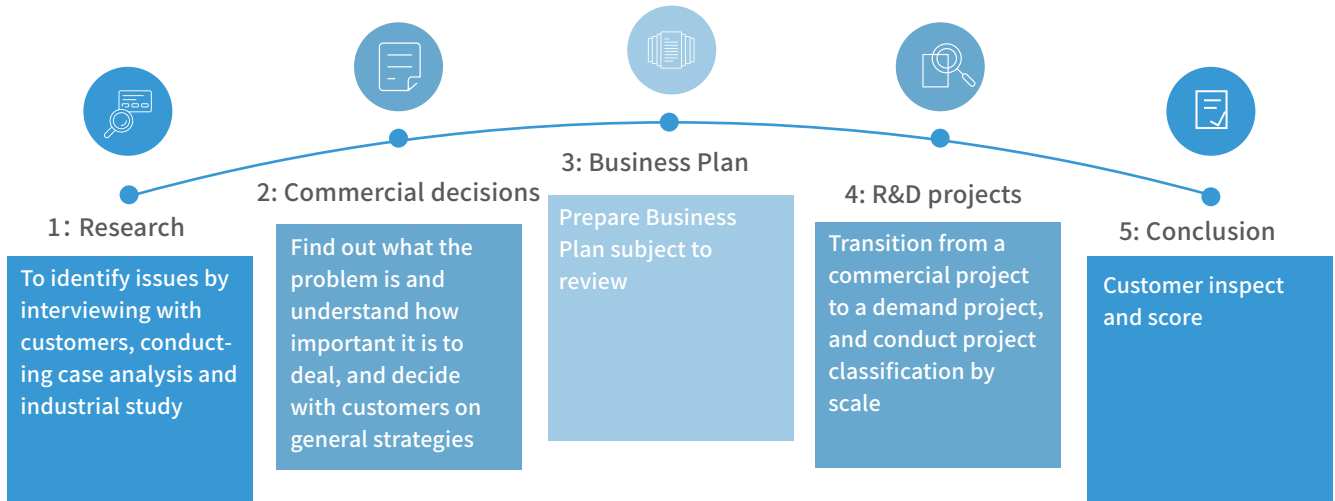 1: Research
To identify issues by
interviewing with
customers, conduct-
ing case analysis and
industrial study
2: Commercial decisions
Find out what the
problem is and
understand how
important it is to
deal, and decide
with customers on
general strategies
3: Business Plan
Prepare Business
Plan subject to
review
4: R&D projects
Transition from a
commercial project
to a demand project,
and conduct project
classification by
scale
5: Conclusion
Customer inspect
and score